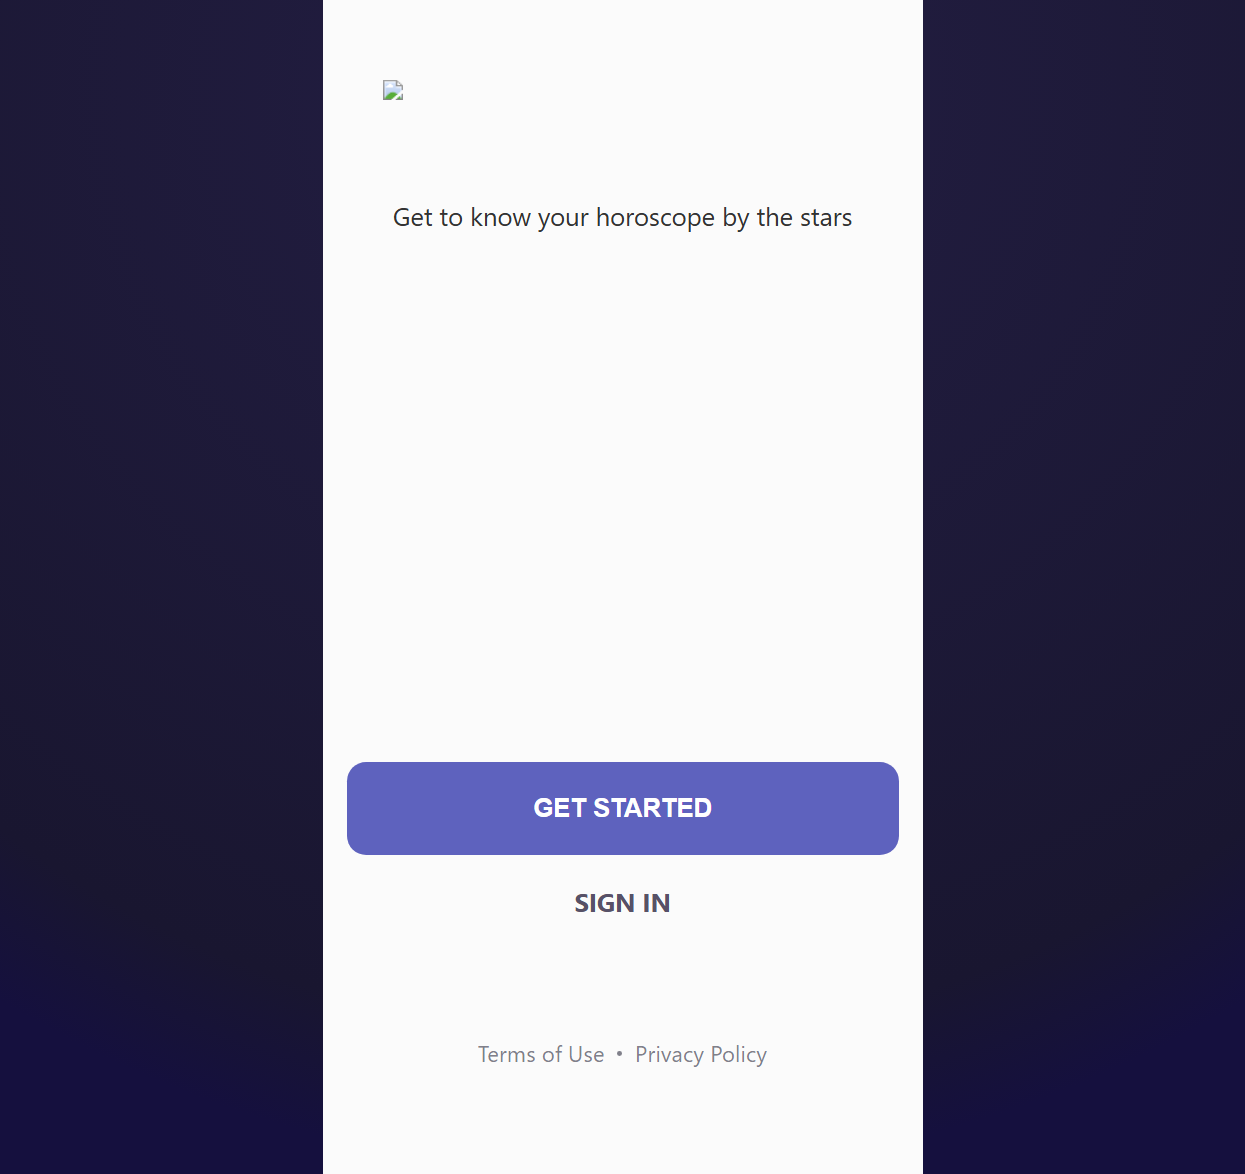 Get to know your horoscope by the stars
GET STARTED
SIGN IN
Terms of Use • Privacy Policy